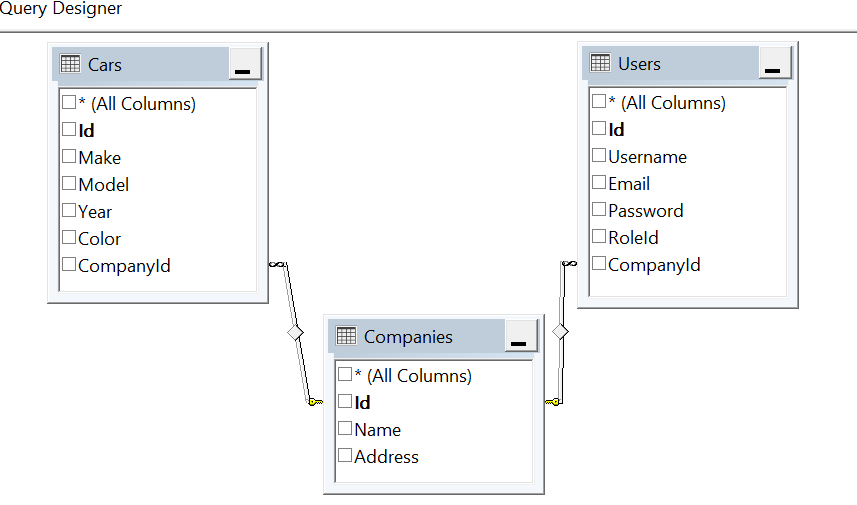 Query Designer
Cars
* (All Columns)
Id
Make
Model
Year
Color
CompanyId
Users
* (All Columns)
Id
Username
Email
Password
RoleId
CompanyId
Companies
* (All Columns)
Id
Name
Address